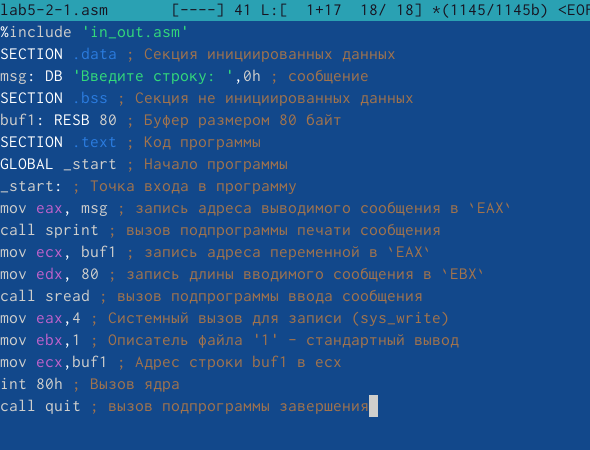 lab5-2-1.asm [----] 41 L:[ 1+17 18/ 18] *(1145/1145b) <EOF
%include 'in_out.asm'
SECTION .data ; Секция инициированных данных
msg: DB 'Введите строку: ',0h ; сообщение
SECTION .bss ; Секция не инициированных данных
buf1: RESB 80 ; Буфер размером 80 байт
SECTION .text ; Код программы
GLOBAL _start ; Начало программы
_start: ; Точка входа в программу
mov eax, msg ; запись адреса выводимого сообщения в `EAX`
call sprint ; вызов подпрограммы печати сообщения
mov ecx, buf1 ; запись адреса переменной в `EAX`
mov edx, 80 ; запись длины вводимого сообщения в `EBX`
call sread ; вызов подпрограммы ввода сообщения
mov eax,4 ; Системный вызов для записи (sys_write)
mov ebx,1 ; Описатель файла '1' - стандартный вывод
mov ecx,buf1 ; Адрес строки buf1 в ecx
int 80h ; Вызов ядра
call quit ; вызов подпрограммы завершения